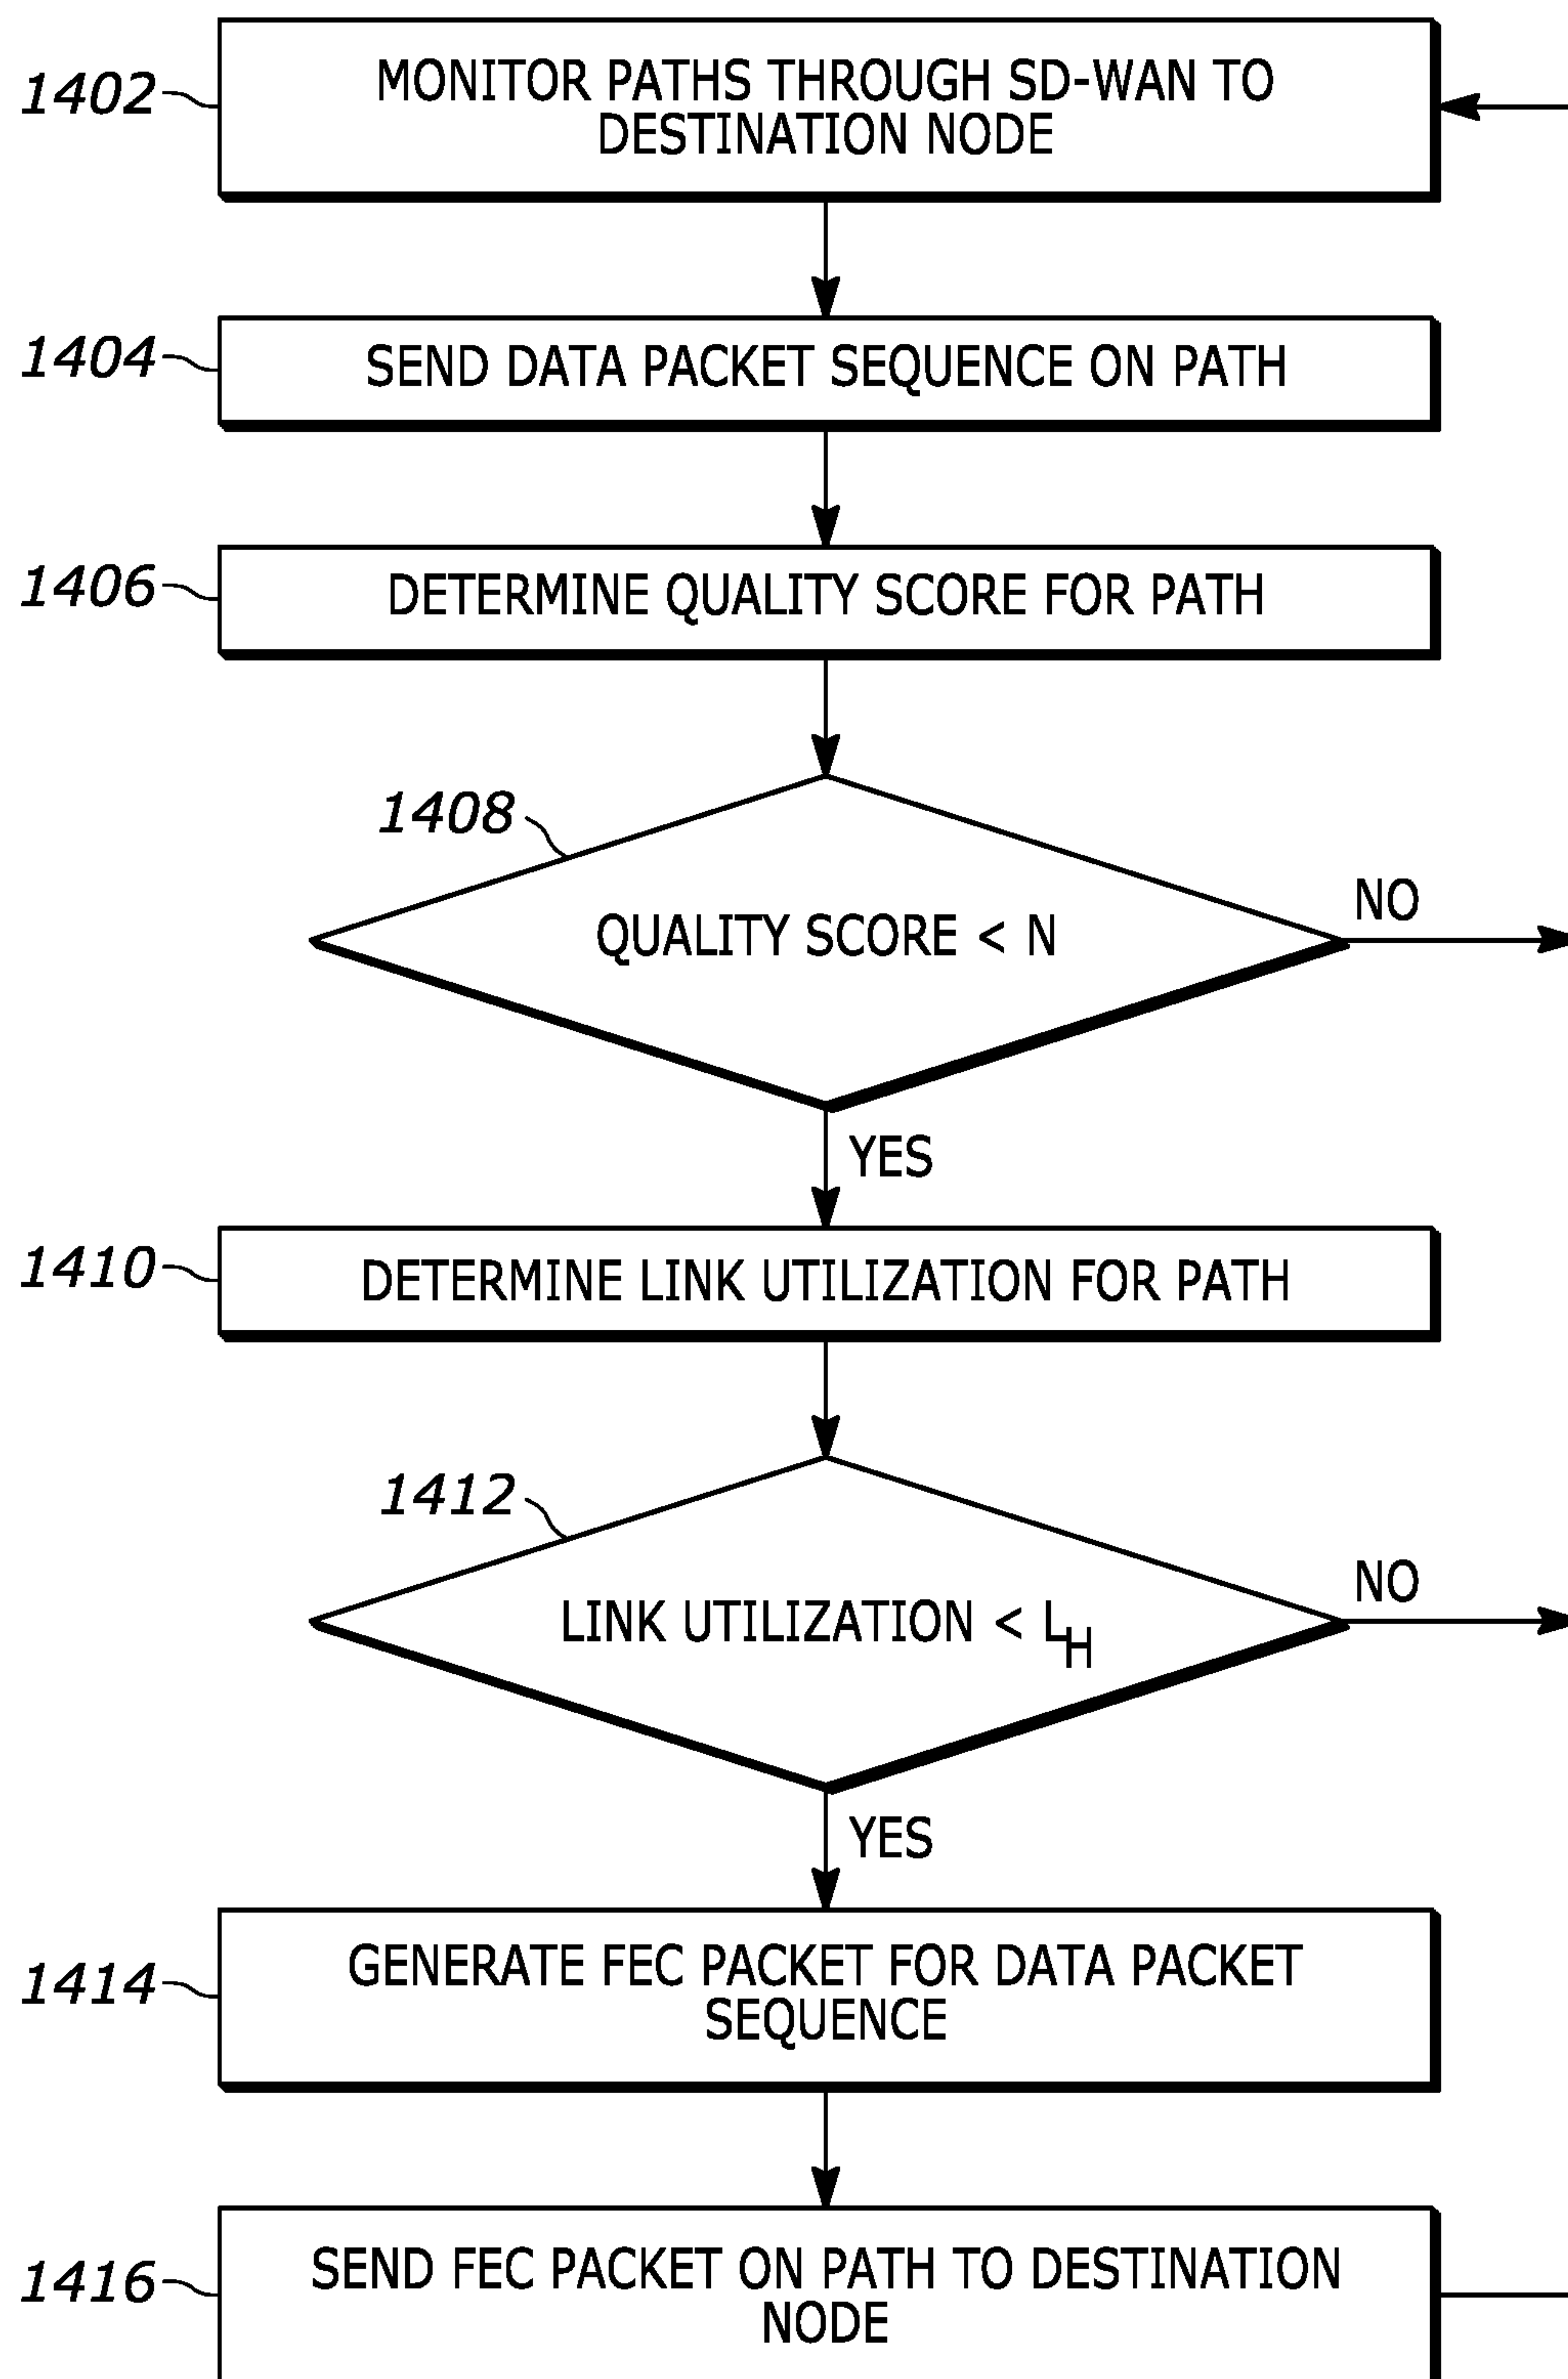 1402
MONITOR PATHS THROUGH SD-WAN TO
DESTINATION NODE
1404
SEND DATA PACKET SEQUENCE ON PATH
1406
DETERMINE QUALITY SCORE FOR PATH
1408
QUALITY SCORE < N
NO
YES
1410
DETERMINE LINK UTILIZATION FOR PATH
1412
LINK UTILIZATION < LH
NO
YES
1414
GENERATE FEC PACKET FOR DATA PACKET
SEQUENCE
1416
SEND FEC PACKET ON PATH TO DESTINATION
NODE